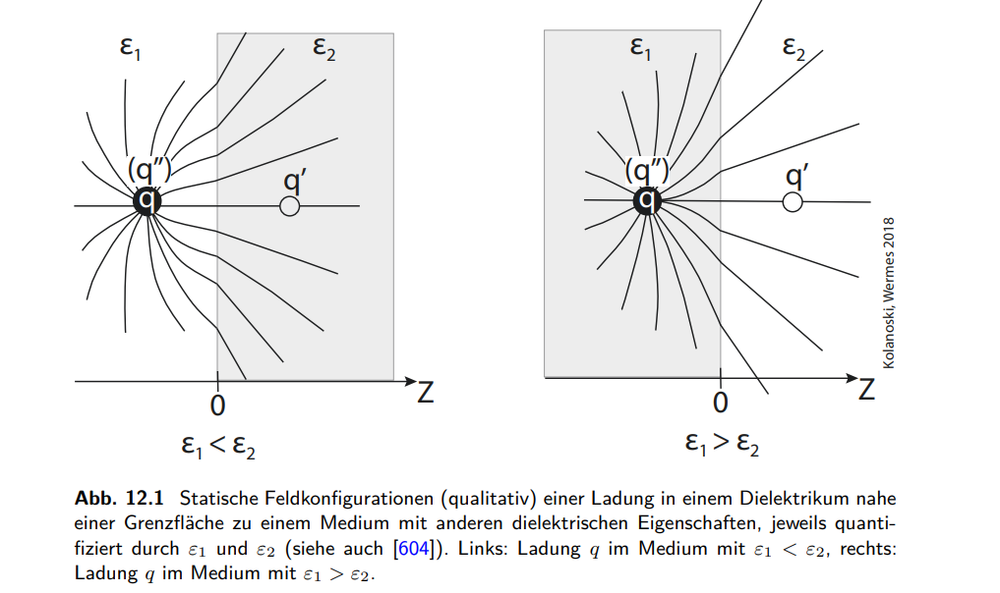 ε1
ε2
(q″)
q
q′
Z
0
ε1 < ε2
ε1
ε2
(q″)
q
q′
Z
0
ε1 > ε2
Kolanoski, Wermes 2018
Abb. 12.1 Statische Feldkonfigurationen (qualitativ) einer Ladung in einem Dielektrikum nahe
einer Grenzfläche zu einem Medium mit anderen dielektrischen Eigenschaften, jeweils quanti-
fiziert durch ε1 und ε2 (siehe auch [604]). Links: Ladung q im Medium mit ε1 < ε2, rechts:
Ladung q im Medium mit ε1 > ε2.